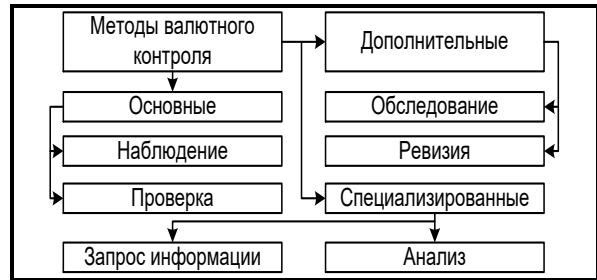 Методы валютного
контроля
Дополнительные
Основные
Обследование
Наблюдение
Ревизия
Проверка
Специализированные
Запрос информации
Анализ